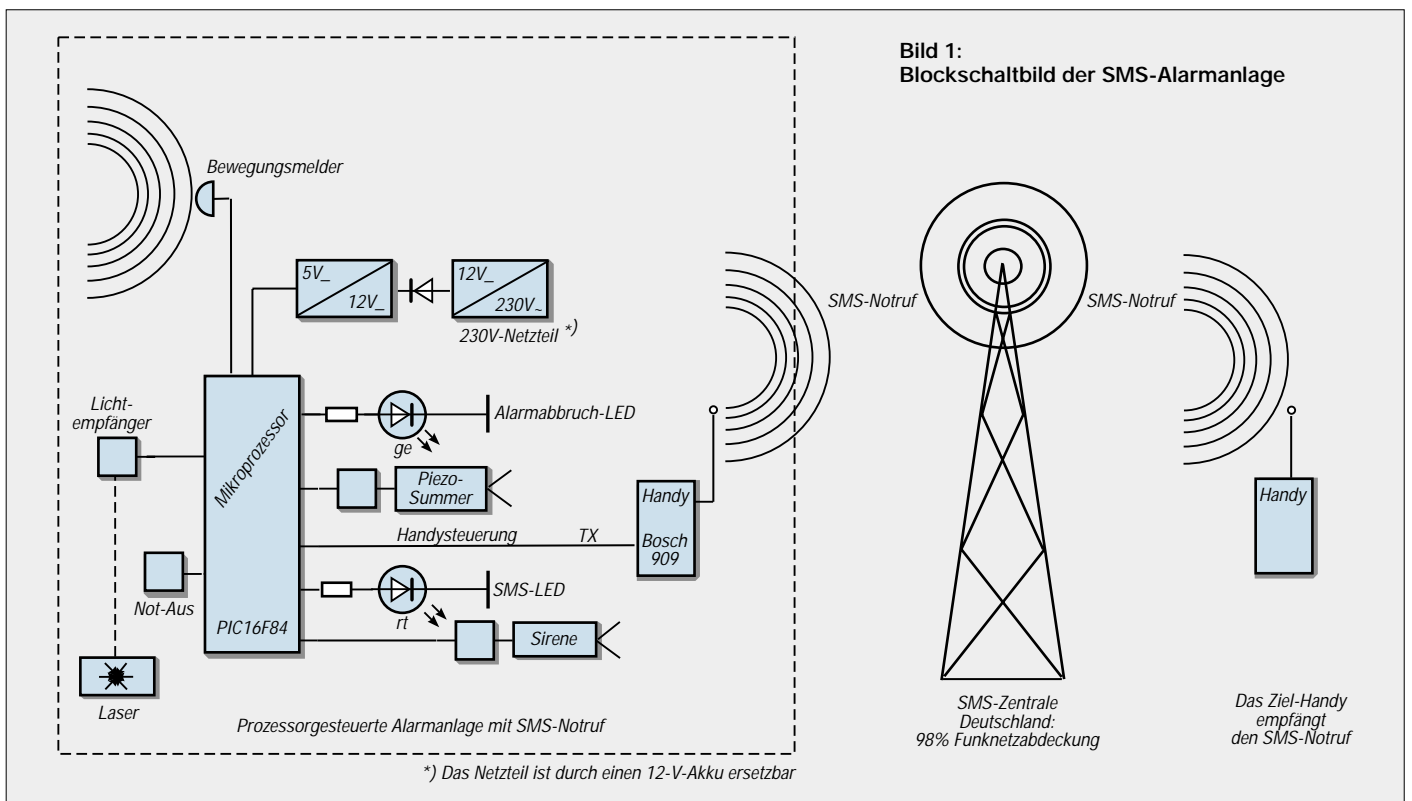 Bild 1:
Blockschaltbild der SMS-Alarmanlage
Bewegungsmelder
5V_
12V_
12V_
230V~
230V-Netzteil *)
SMS-Notruf
SMS-Notruf
Licht-
empfänger
Mikroprozessor
Alarmabbruch-LED
ge
Piezo-
Summer
Handysteuerung TX
Handy
Bosch
909
Handy
Not-Aus
SMS-LED
rt
PIC16F84
Sirene
Laser
Prozessorgesteuerte Alarmanlage mit SMS-Notruf
SMS-Zentrale
Deutschland:
98% Funknetzabdeckung
Das Ziel-Handy
empfängt
den SMS-Notruf
*) Das Netzteil ist durch einen 12-V-Akku ersetzbar